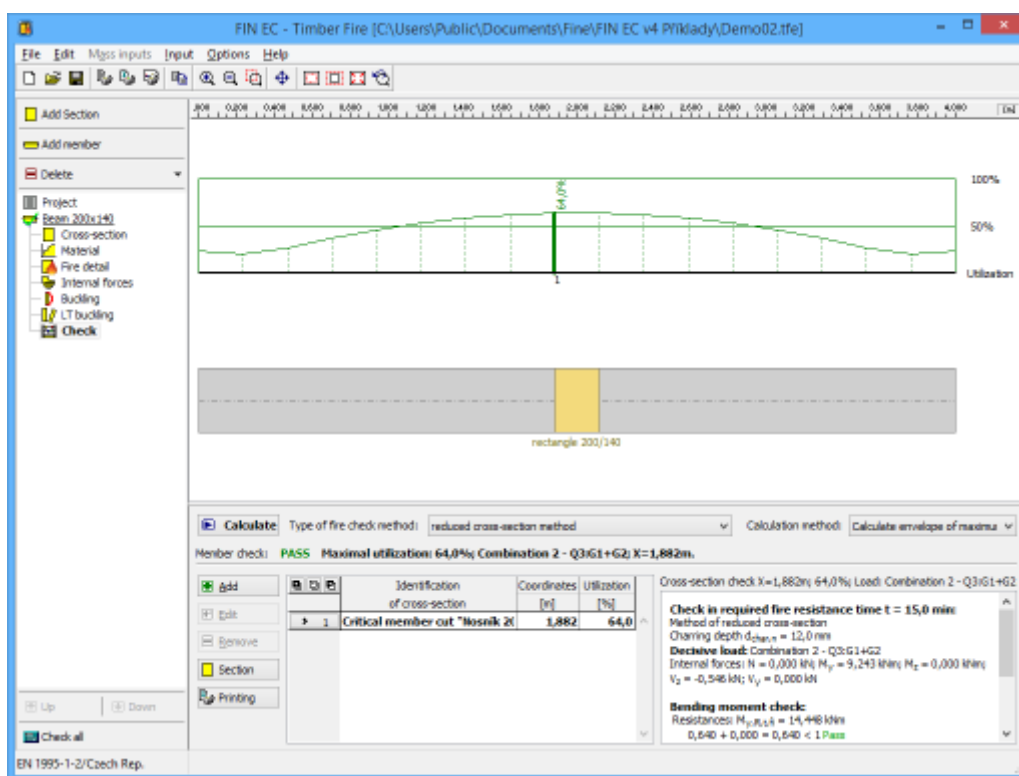 FIN EC - Timber Fire [C:\Users\Public\Documents\Fine\FIN EC v4 Příklady\Demo02.tfe]
File Edit Mass inputs Input Options Help
Add Section
Add member
Delete
Project
Beam 200x140
Cross-section
Material
Fire detail
Internal forces
Buckling
LT buckling
Check
Up Down
Check all
100%
64,0%
50%
Utilization
1
rectangle 200/140
Calculate Type of fire check method: reduced cross-section method Calculation method: Calculate envelope of maxima
Member check: PASS Maximal utilization: 64,0%; Combination 2 - Q3:G1+G2; X=1,882m.
Add
Edit
Remove
Section
Printing
Identification of cross-section Coordinates [m] Utilization [%]
1 Critical member cut "Nosník 20 1,882 64,0
Cross-section check X=1,882m; 64,0%; Load: Combination 2 - Q3:G1+G2
Check in required fire resistance time t = 15,0 min:
Method of reduced cross-section
Charring depth dchar,n = 12,0 mm
Decisive load: Combination 2 - Q3:G1+G2
Internal forces: N = 0,000 kN; My = 9,243 kNm; Mz = 0,000 kNm;
Vz = -0,546 kN; Vy = 0,000 kN
Bending moment check:
Resistances: My,R,t,fi = 14,448 kNm
0,640 + 0,000 = 0,640 < 1 Pass
EN 1995-1-2/Czech Rep.